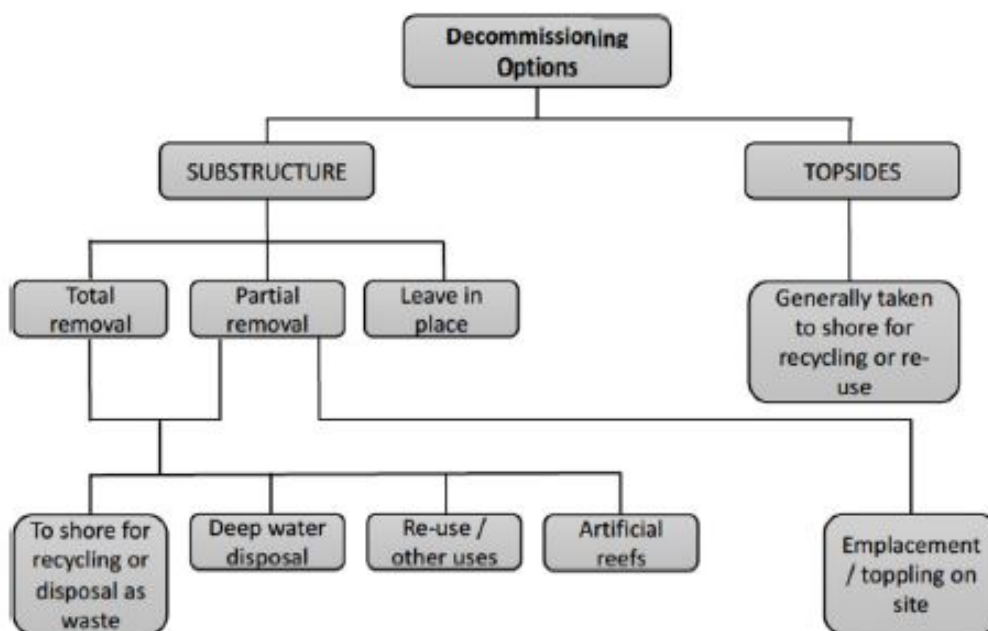 Decommissioning
Options
SUBSTRUCTURE
TOPSIDES
Total
removal
Partial
removal
Leave in
place
Generally taken
to shore for
recycling or re-
use
To shore for
recycling or
disposal as
waste
Deep water
disposal
Re-use /
other uses
Artificial
reefs
Emplacement
/ toppling on
site